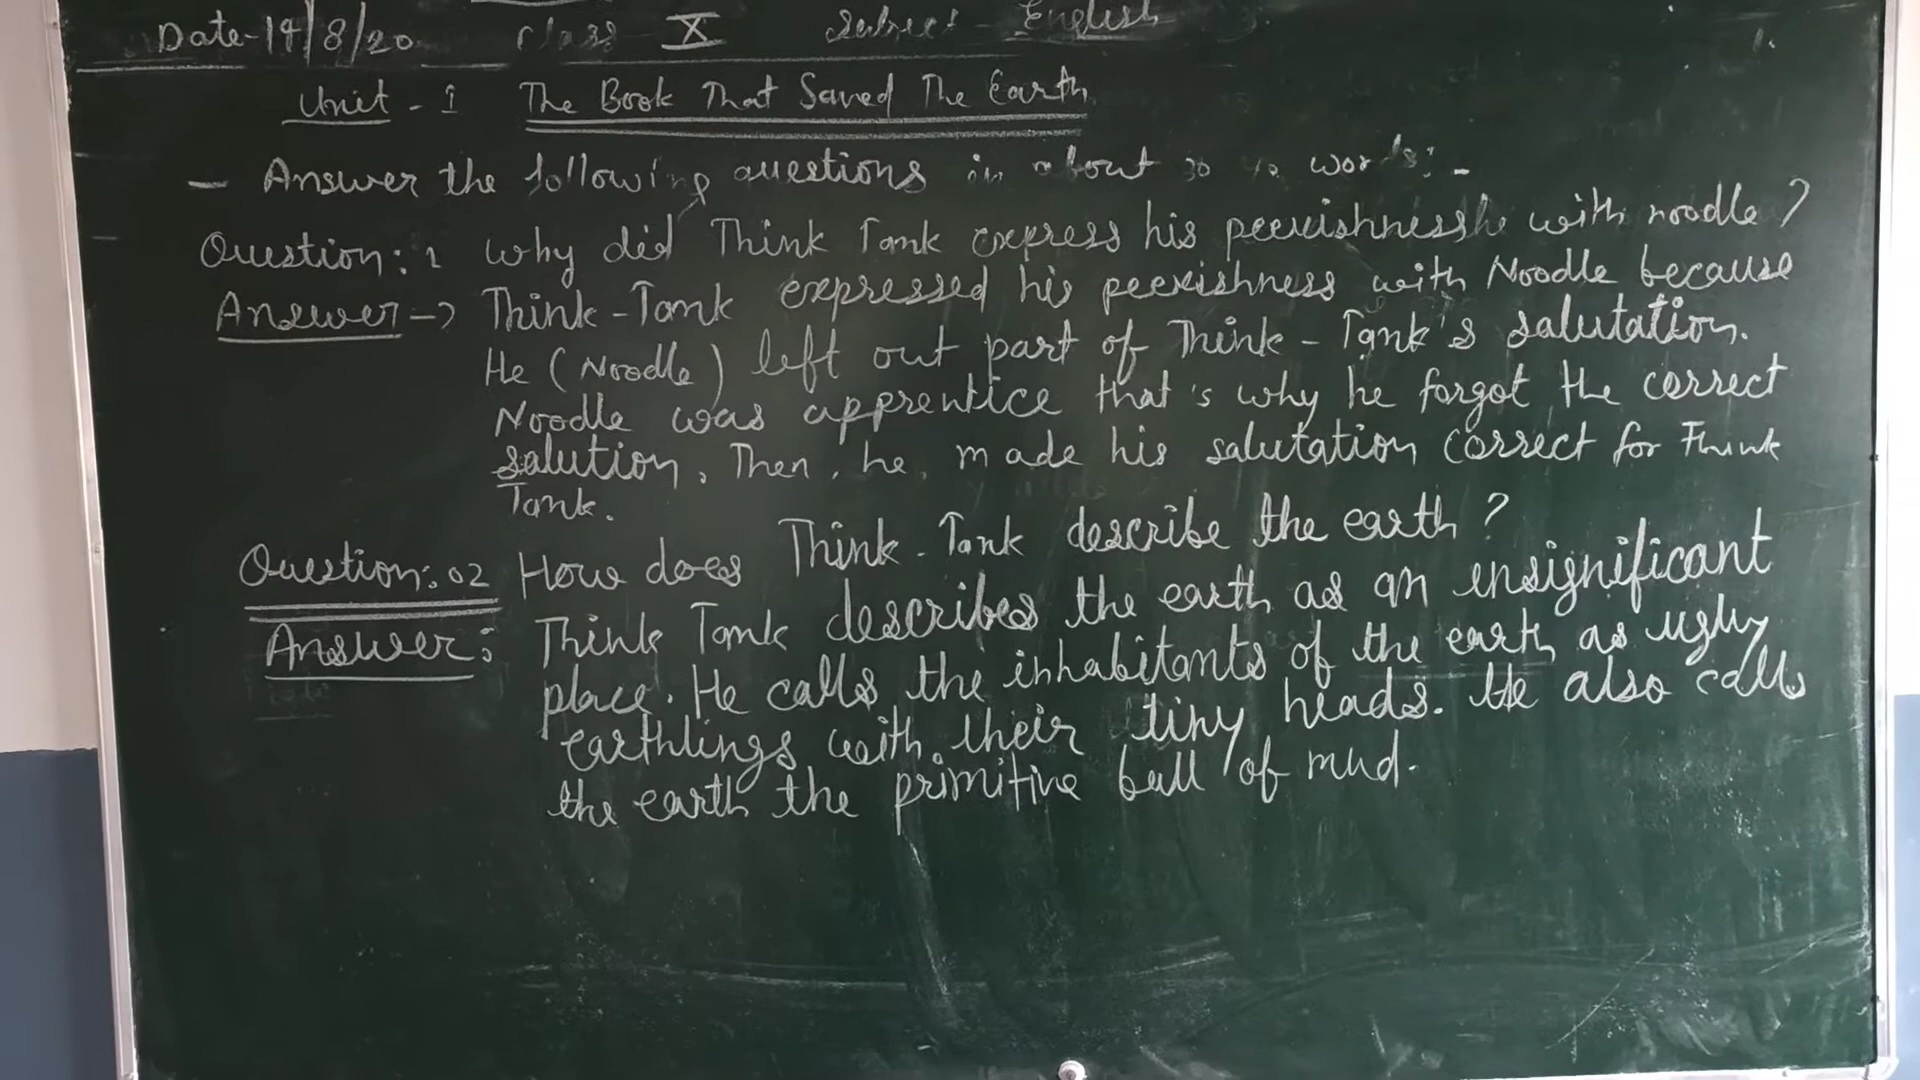 Date-14/8/20 Class X Subject - English
Unit - 1 The Book That Saved The Earth
- Answer the following questions in about 30 40 words:-
Question: 1 Why did Think Tank express his peevishness with noodle?
Answer -> Think-Tank expressed his peevishness with Noodle because
He (Noodle) left out part of Think-Tank's salutation.
Noodle was apprentice that's why he forgot the correct
salution. Then, he, made his salutation correct for Think
Tank.
Question: 02 How does Think-Tank describe the earth?
Answer: Think Tank describes the earth as an insignificant
place. He calls the inhabitants of the earth as ugly
earthlings with their tiny heads. He also calls
the earth the primitive ball of mud.